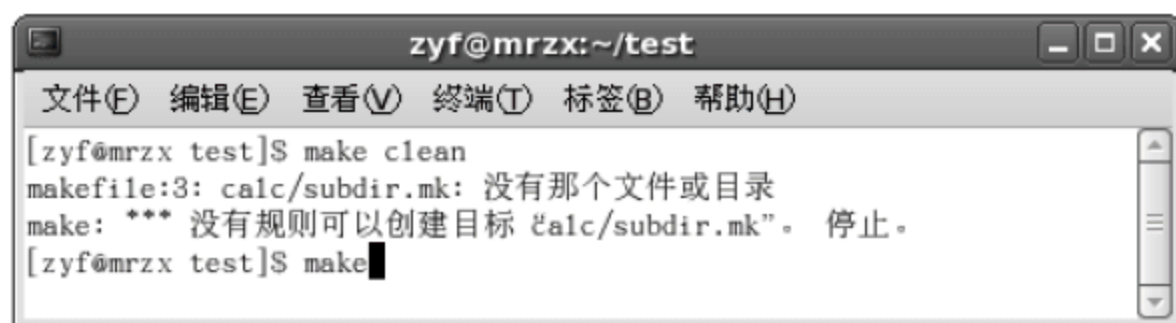 zyf@mrzx:~/test
文件(F) 编辑(E) 查看(V) 终端(T) 标签(B) 帮助(H)
[zyf@mrzx test]$ make clean
makefile:3: calc/subdir.mk: 没有那个文件或目录
make: *** 没有规则可以创建目标 “calc/subdir.mk”。 停止。
[zyf@mrzx test]$ make